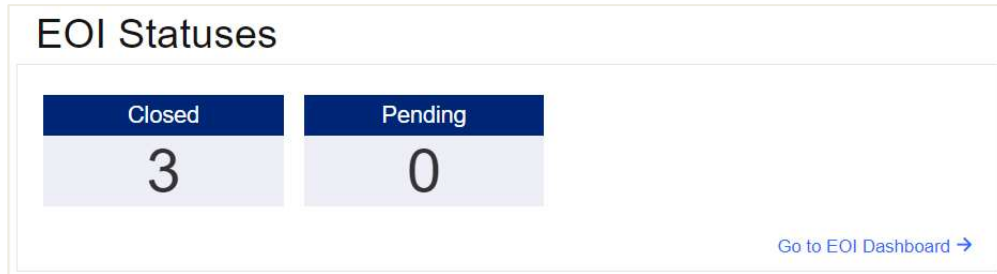 EOI Statuses
Closed Pending
3 0
Go to EOI Dashboard →